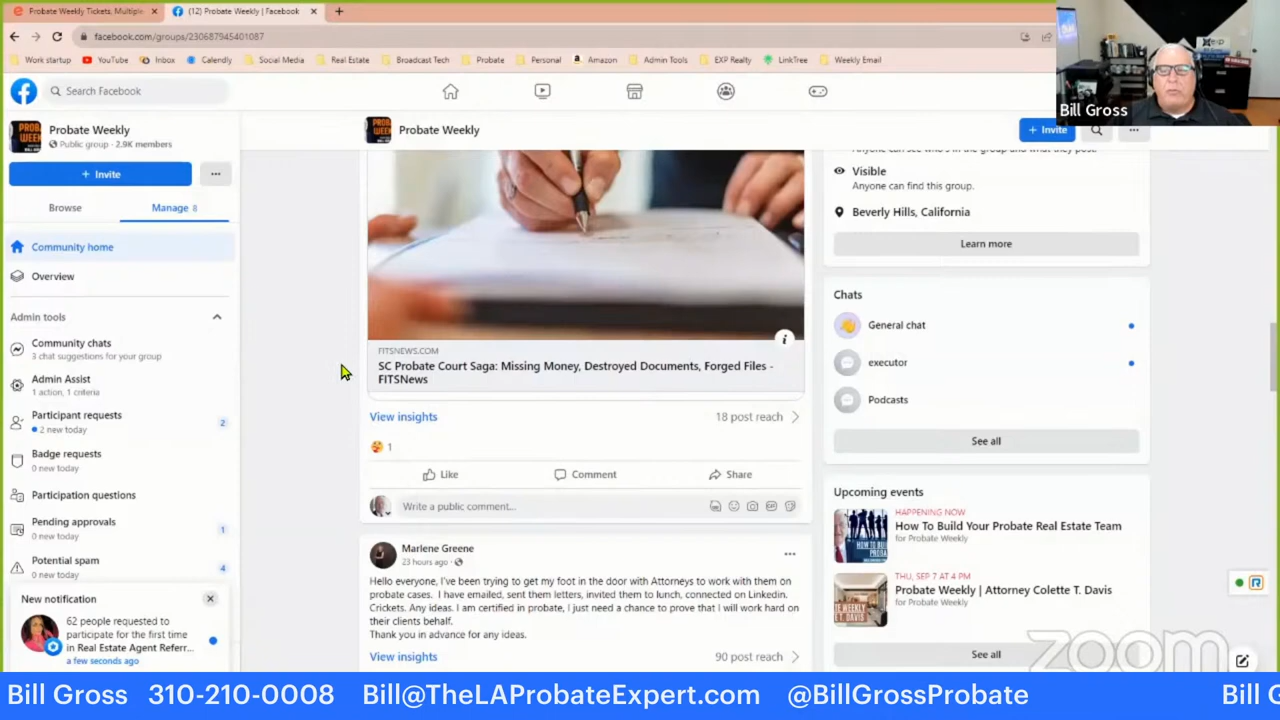 Probate Weekly Tickets, Multiple
(12) Probate Weekly | Facebook
facebook.com/groups/230687945401087
Work startup
YouTube
Inbox
Calendly
Social Media
Real Estate
Broadcast Tech
Probate
Personal
Amazon
Admin Tools
EXP Realty
LinkTree
Weekly Email
Bill Gross
Search Facebook
Probate Weekly
Public group · 2.9K members
+ Invite
Browse
Manage 8
Community home
Overview
Admin tools
Community chats
3 chat suggestions for your group
Admin Assist
1 action, 1 criteria
Participant requests
2 new today
2
Badge requests
0 new today
Participation questions
Pending approvals
0 new today
1
Potential spam
0 new today
4
New notification
62 people requested to
participate for the first time
in Real Estate Agent Referr...
a few seconds ago
Probate Weekly
+ Invite
FITSNEWS.COM
SC Probate Court Saga: Missing Money, Destroyed Documents, Forged Files -
FITSNews
View insights
18 post reach
1
Like
Comment
Share
Write a public comment...
Marlene Greene
23 hours ago
Hello everyone, I've been trying to get my foot in the door with Attorneys to work with them on
probate cases. I have emailed, sent them letters, invited them to lunch, connected on Linkedin.
Crickets. Any ideas. I am certified in probate, I just need a chance to prove that I will work hard on
their clients behalf.
Thank you in advance for any ideas.
View insights
90 post reach
Anyone can see who's in the group and what they post.
Visible
Anyone can find this group.
Beverly Hills, California
Learn more
Chats
General chat
executor
Podcasts
See all
Upcoming events
HAPPENING NOW
How To Build Your Probate Real Estate Team
for Probate Weekly
THU, SEP 7 AT 4 PM
Probate Weekly | Attorney Colette T. Davis
for Probate Weekly
See all
zoom
Bill Gross 310-210-0008 Bill@TheLAProbateExpert.com @BillGrossProbate Bill G